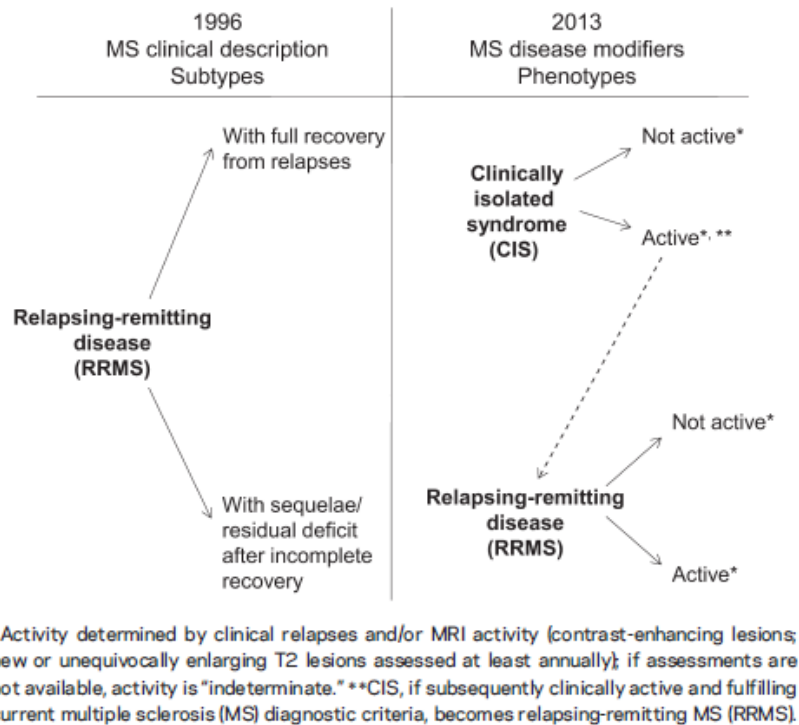 1996
MS clinical description
Subtypes
With full recovery
from relapses
Relapsing-remitting
disease
(RRMS)
With sequelae/
residual deficit
after incomplete
recovery
2013
MS disease modifiers
Phenotypes
Not active*
Clinically
isolated
syndrome
(CIS)
Active*, **
Not active*
Relapsing-remitting
disease
(RRMS)
Active*
Activity determined by clinical relapses and/or MRI activity (contrast-enhancing lesions;
ew or unequivocally enlarging T2 lesions assessed at least annually); if assessments are
ot available, activity is “indeterminate.” **CIS, if subsequently clinically active and fulfilling
urrent multiple sclerosis (MS) diagnostic criteria, becomes relapsing-remitting MS (RRMS).